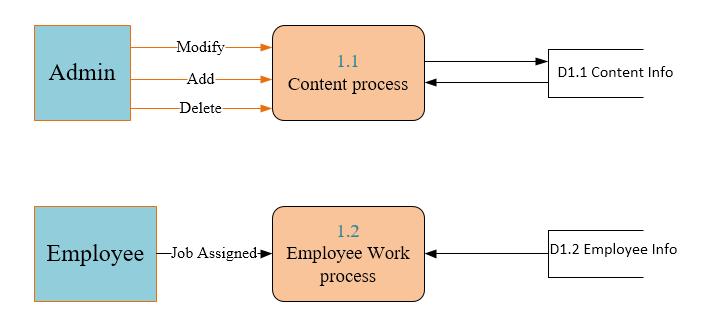 Admin
Modify
Add
Delete
1.1
Content process
D1.1 Content Info
Employee
Job Assigned
1.2
Employee Work
process
D1.2 Employee Info